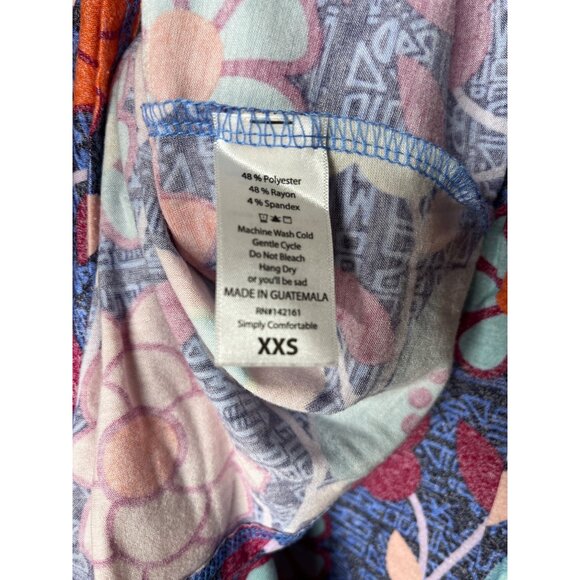 48 % Polyester
48 % Rayon
4 % Spandex
Machine Wash Cold
Gentle Cycle
Do Not Bleach
Hang Dry
or you'll be sad
MADE IN GUATEMALA
RN#142161
Simply Comfortable
XXS